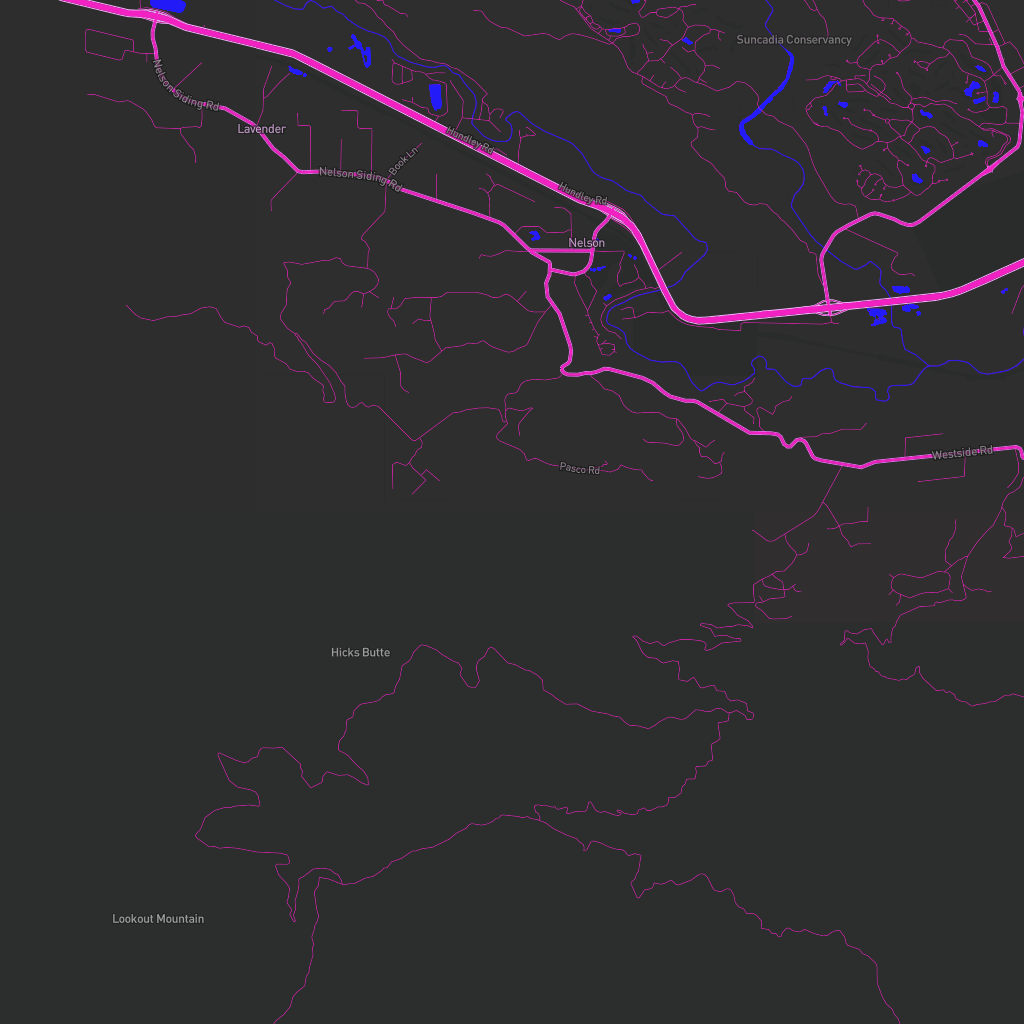 Suncadia Conservancy
Nelson Siding Rd
Lavender
Hundley Rd
Book Ln
Nelson Siding Rd
Hundley Rd
Nelson
Westside Rd
Pasco Rd
Hicks Butte
Lookout Mountain